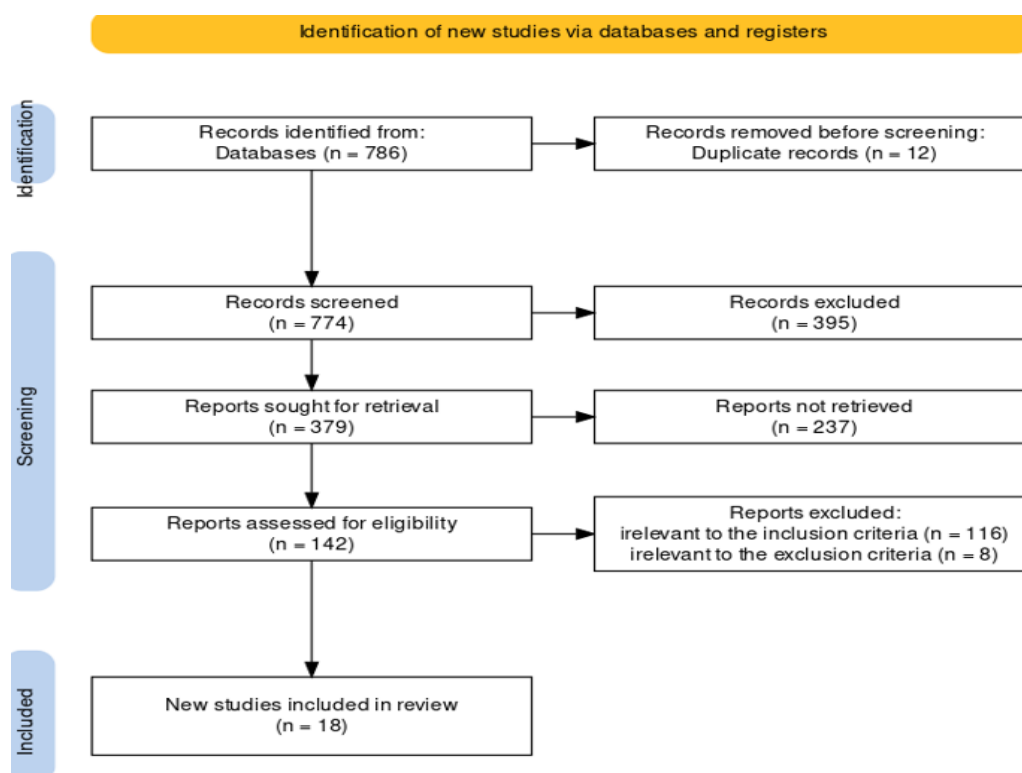 Identification of new studies via databases and registers
Identification
Records identified from:
Databases (n = 786)
Records removed before screening:
Duplicate records (n = 12)
Screening
Records screened
(n = 774)
Records excluded
(n = 395)
Reports sought for retrieval
(n = 379)
Reports not retrieved
(n = 237)
Reports assessed for eligibility
(n = 142)
Reports excluded:
irelevant to the inclusion criteria (n = 116)
irelevant to the exclusion criteria (n = 8)
Included
New studies included in review
(n = 18)